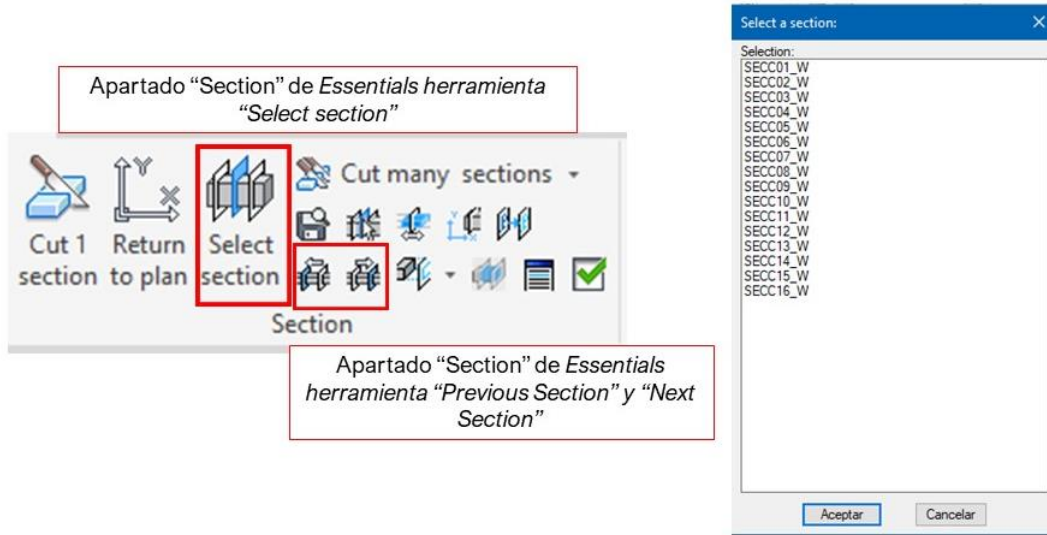 Apartado “Section” de Essentials herramienta
“Select section”
Cut 1
section
Return
to plan
Select
section
Cut many sections
Section
Apartado “Section” de Essentials
herramienta “Previous Section” y “Next
Section”
Select a section:
Selection:
SECC01_W
SECC02_W
SECC03_W
SECC04_W
SECC05_W
SECC06_W
SECC07_W
SECC08_W
SECC09_W
SECC10_W
SECC11_W
SECC12_W
SECC13_W
SECC14_W
SECC15_W
SECC16_W
Aceptar
Cancelar